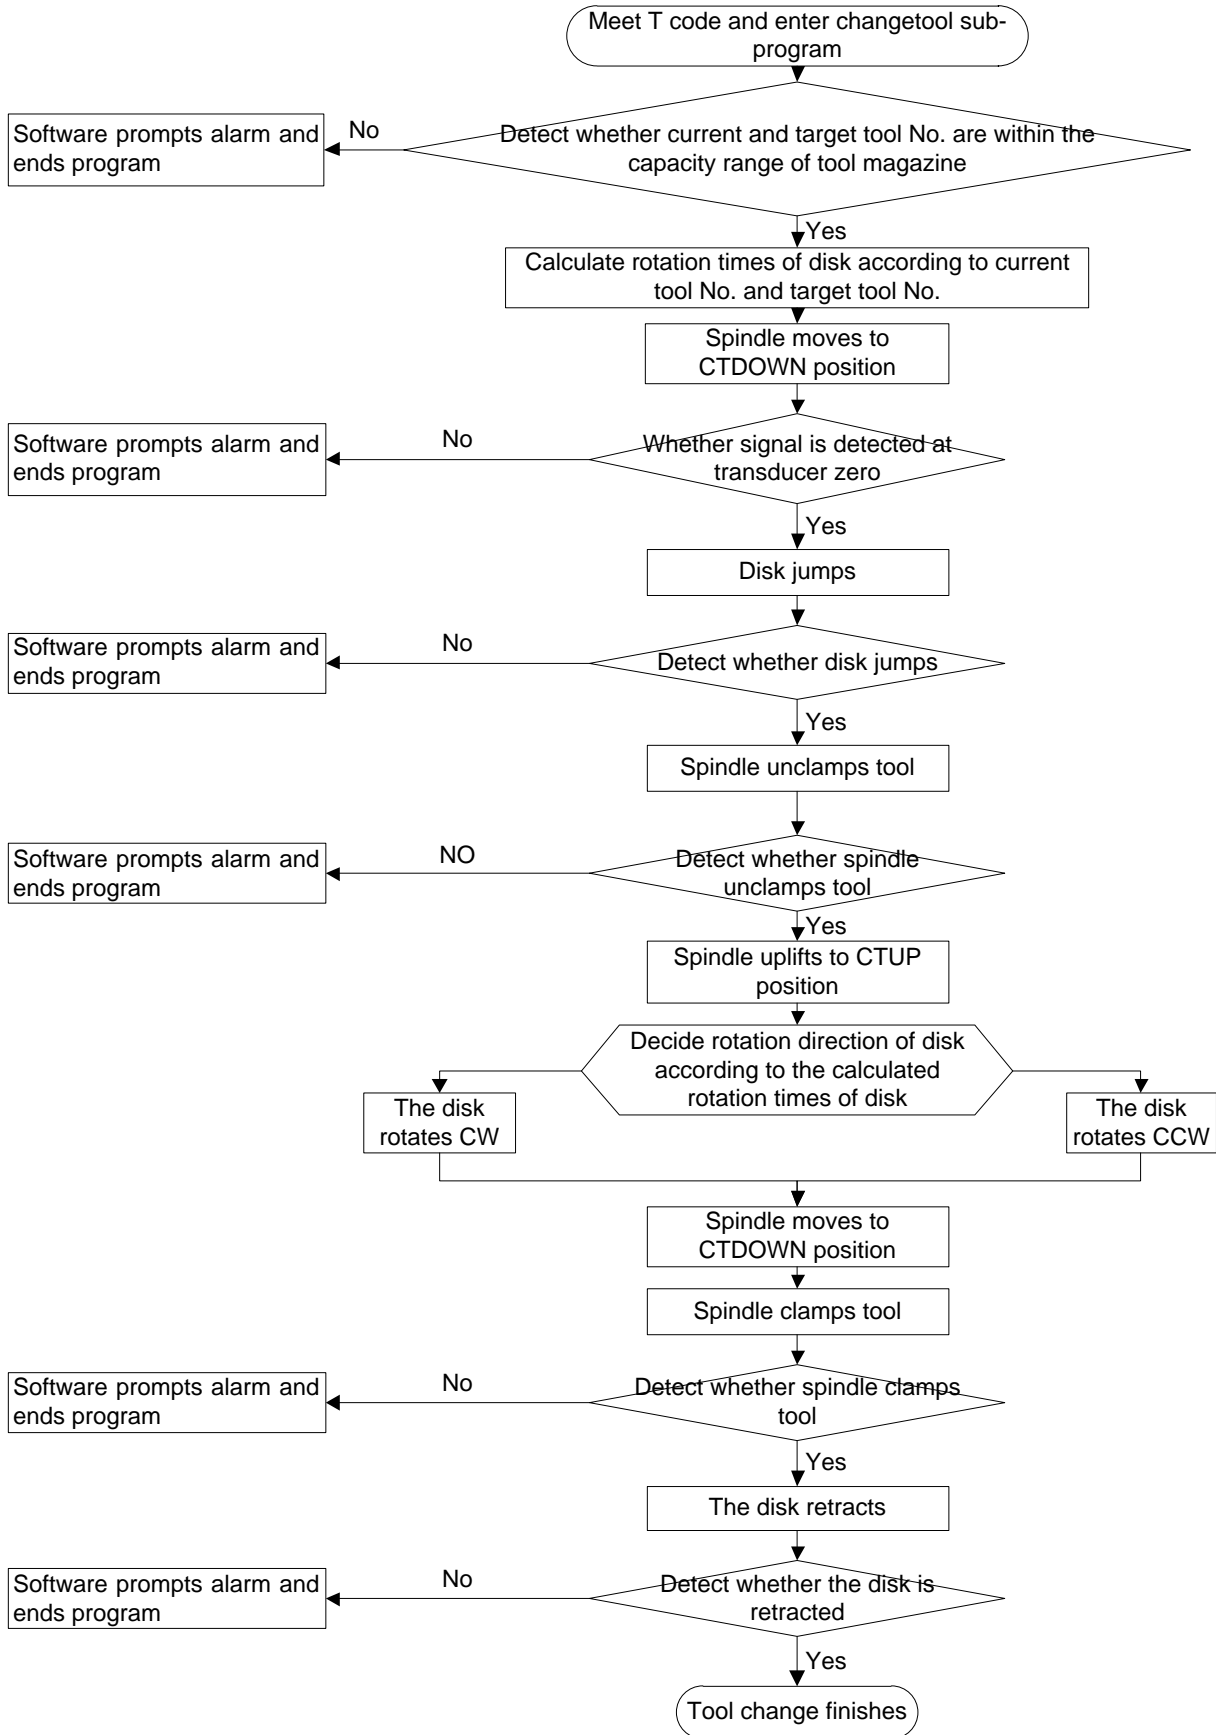 Meet T code and enter changetool sub-
program
Detect whether current and target tool No. are within the
capacity range of tool magazine
No
Software prompts alarm and
ends program
Yes
Calculate rotation times of disk according to current
tool No. and target tool No.
Spindle moves to
CTDOWN position
Whether signal is detected at
transducer zero
No
Software prompts alarm and
ends program
Yes
Disk jumps
Detect whether disk jumps
No
Software prompts alarm and
ends program
Yes
Spindle unclamps tool
Detect whether spindle
unclamps tool
NO
Software prompts alarm and
ends program
Yes
Spindle uplifts to CTUP
position
Decide rotation direction of disk
according to the calculated
rotation times of disk
The disk
rotates CW
The disk
rotates CCW
Spindle moves to
CTDOWN position
Spindle clamps tool
Detect whether spindle clamps
tool
No
Software prompts alarm and
ends program
Yes
The disk retracts
Detect whether the disk is
retracted
No
Software prompts alarm and
ends program
Yes
Tool change finishes